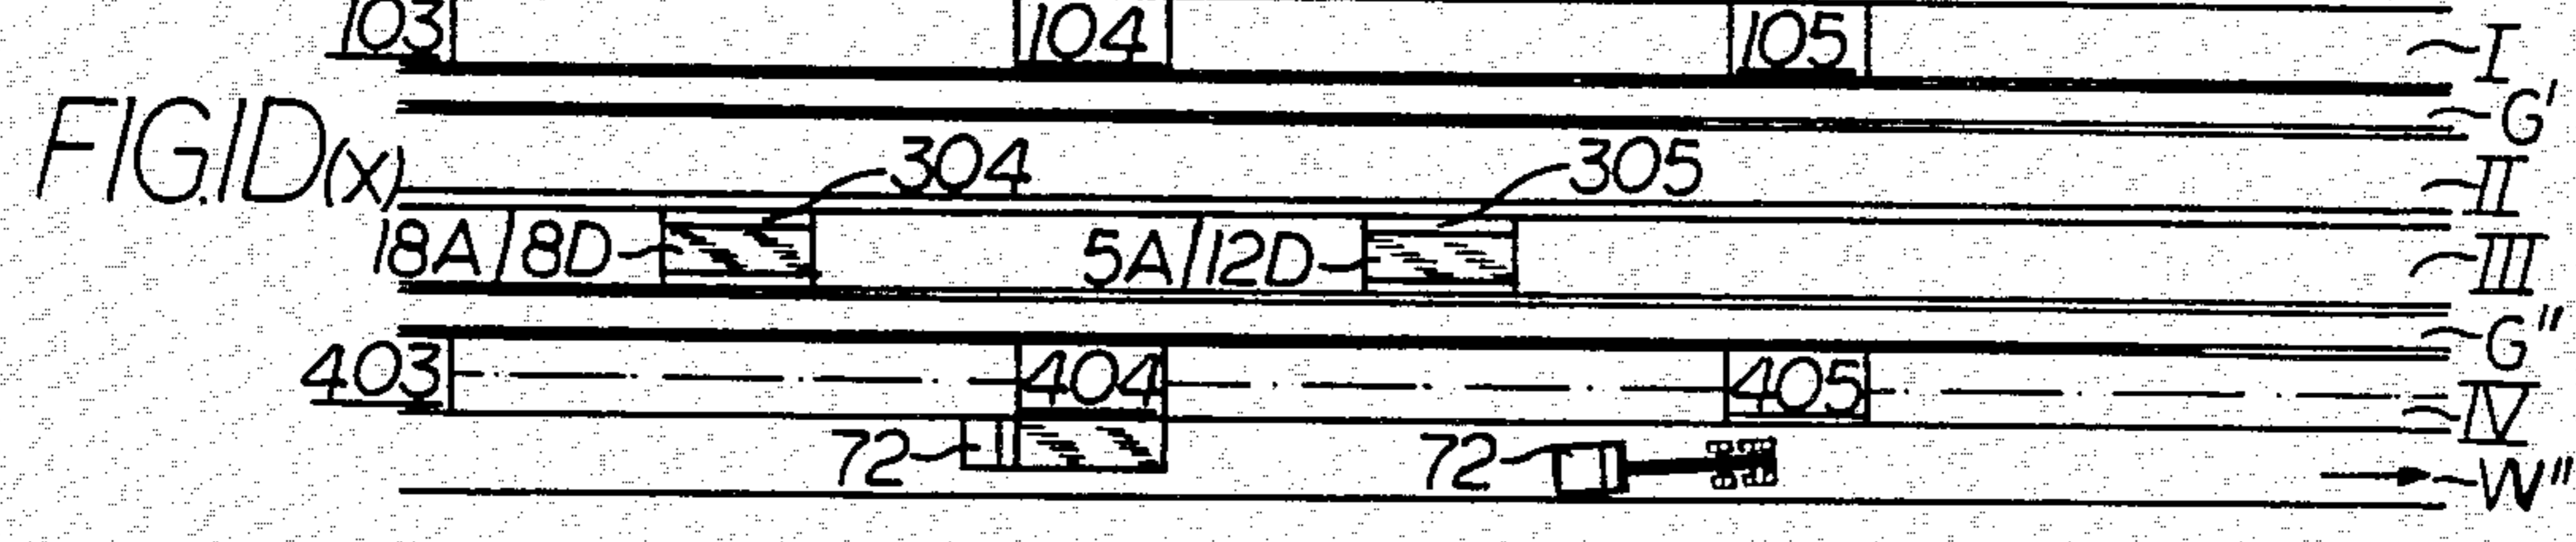 103 104 105 I
G'
FIG.1D(x) 304 305 II
18A/8D 5A/12D III
G"
403 404 405 IV
72 72 W"